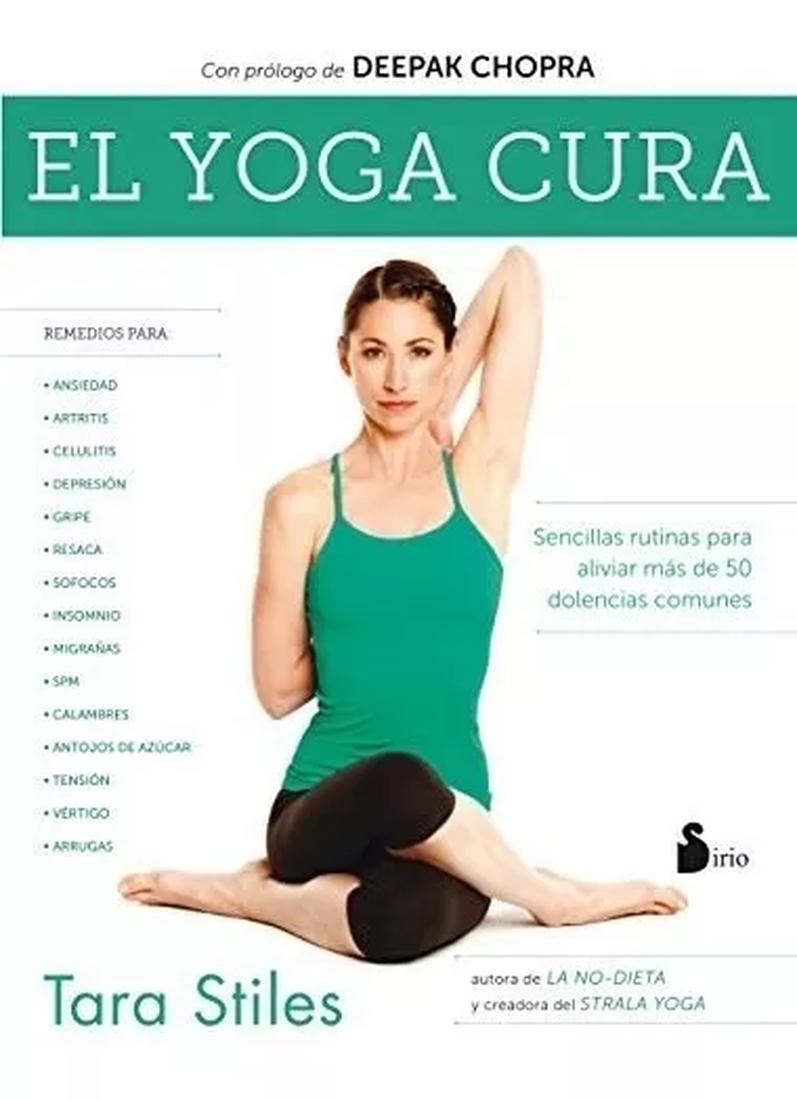 Con prólogo de DEEPAK CHOPRA
EL YOGA CURA
REMEDIOS PARA:
• ANSIEDAD
• ARTRITIS
• CELULITIS
• DEPRESIÓN
• GRIPE
• RESACA
• SOFOCOS
• INSOMNIO
• MIGRAÑAS
• SPM
• CALAMBRES
• ANTOJOS DE AZÚCAR
• TENSIÓN
• VÉRTIGO
• ARRUGAS
Sencillas rutinas para
aliviar más de 50
dolencias comunes
Sirio
Tara Stiles
autora de LA NO-DIETA
y creadora del STRALA YOGA